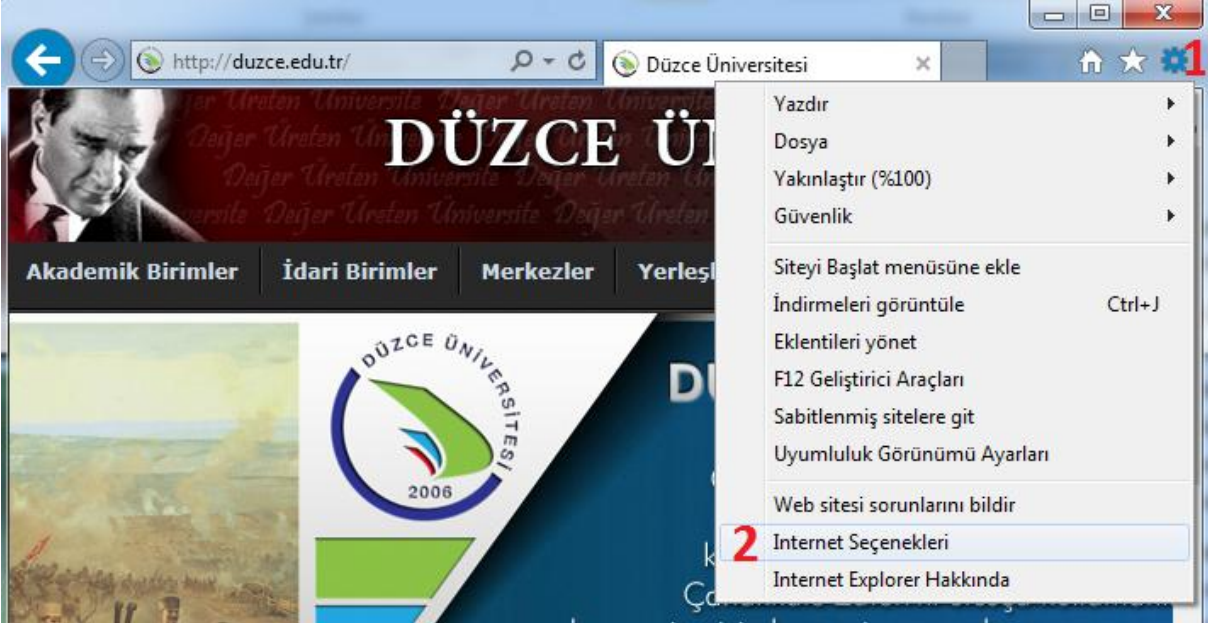 http://duzce.edu.tr/
Düzce Üniversitesi
1
DÜZCE Ü
Değer Üreten Üniversite Değer Üreten
Akademik Birimler
İdari Birimler
Merkezler
Yerleş
DÜZCE ÜNİVERSİTESİ
2006
Yazdır
Dosya
Yakınlaştır (%100)
Güvenlik
Siteyi Başlat menüsüne ekle
İndirmeleri görüntüle Ctrl+J
Eklentileri yönet
F12 Geliştirici Araçları
Sabitlenmiş sitelere git
Uyumluluk Görünümü Ayarları
Web sitesi sorunlarını bildir
2 Internet Seçenekleri
Internet Explorer Hakkında